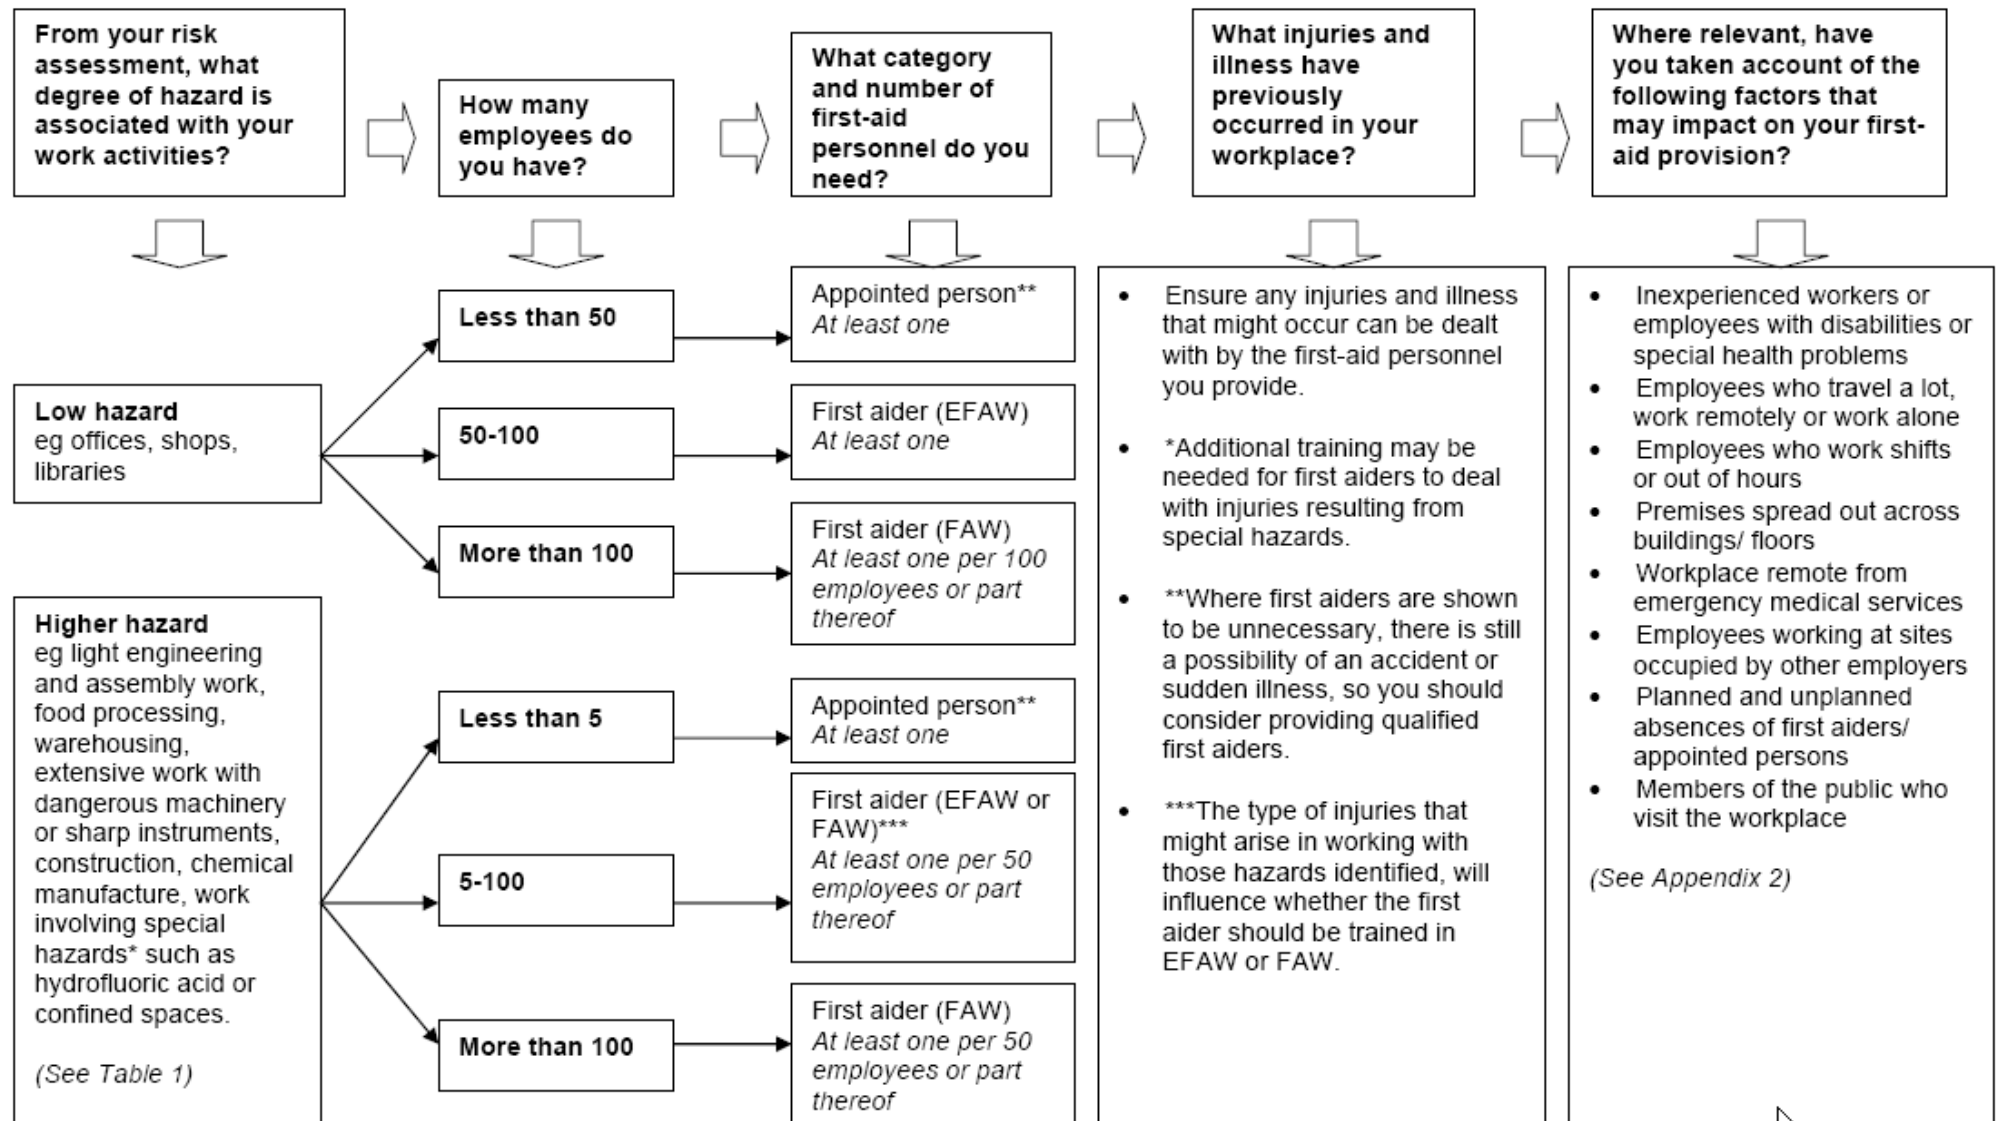 From your risk
assessment, what
degree of hazard is
associated with your
work activities?
How many
employees do
you have?
What category
and number of
first-aid
personnel do you
need?
What injuries and
illness have
previously
occurred in your
workplace?
Where relevant, have
you taken account of the
following factors that
may impact on your first-
aid provision?
Low hazard
eg offices, shops,
libraries
Less than 50
Appointed person**
At least one
50-100
First aider (EFAW)
At least one
More than 100
First aider (FAW)
At least one per 100
employees or part
thereof
Higher hazard
eg light engineering
and assembly work,
food processing,
warehousing,
extensive work with
dangerous machinery
or sharp instruments,
construction, chemical
manufacture, work
involving special
hazards* such as
hydrofluoric acid or
confined spaces.
(See Table 1)
Less than 5
Appointed person**
At least one
5-100
First aider (EFAW or
FAW)***
At least one per 50
employees or part
thereof
More than 100
First aider (FAW)
At least one per 50
employees or part
thereof
• Ensure any injuries and illness
that might occur can be dealt
with by the first-aid personnel
you provide.
• *Additional training may be
needed for first aiders to deal
with injuries resulting from
special hazards.
• **Where first aiders are shown
to be unnecessary, there is still
a possibility of an accident or
sudden illness, so you should
consider providing qualified
first aiders.
• ***The type of injuries that
might arise in working with
those hazards identified, will
influence whether the first
aider should be trained in
EFAW or FAW.
• Inexperienced workers or
employees with disabilities or
special health problems
• Employees who travel a lot,
work remotely or work alone
• Employees who work shifts
or out of hours
• Premises spread out across
buildings/ floors
• Workplace remote from
emergency medical services
• Employees working at sites
occupied by other employers
• Planned and unplanned
absences of first aiders/
appointed persons
• Members of the public who
visit the workplace
(See Appendix 2)